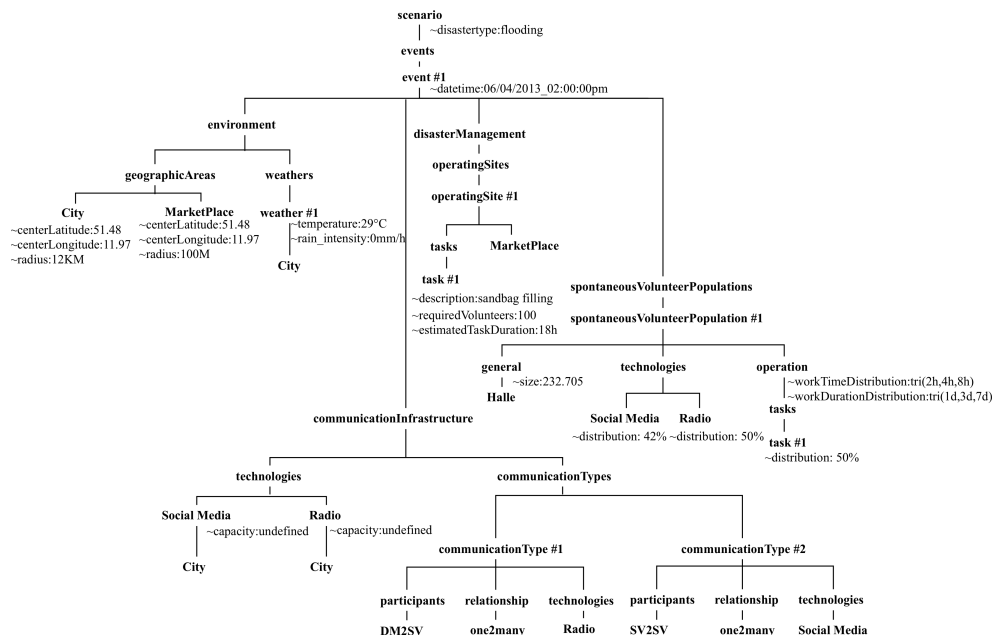 scenario
~disastertype:flooding
events
event #1
~datetime:06/04/2013_02:00:00pm
environment
disasterManagement
geographicAreas
weathers
operatingSites
operatingSite #1
City
~centerLatitude:51.48
~centerLongitude:11.97
~radius:12KM
MarketPlace
~centerLatitude:51.48
~centerLongitude:11.97
~radius:100M
weather #1
~temperature:29°C
~rain_intensity:0mm/h
City
tasks
MarketPlace
task #1
~description:sandbag filling
~requiredVolunteers:100
~estimatedTaskDuration:18h
spontaneousVolunteerPopulations
spontaneousVolunteerPopulation #1
general
~size:232.705
Halle
technologies
Social Media
~distribution: 42%
Radio
~distribution: 50%
operation
~workTimeDistribution:tri(2h,4h,8h)
~workDurationDistribution:tri(1d,3d,7d)
tasks
task #1
~distribution: 50%
communicationInfrastructure
technologies
communicationTypes
Social Media
~capacity:undefined
City
Radio
~capacity:undefined
City
communicationType #1
communicationType #2
participants
relationship
technologies
participants
relationship
technologies
DM2SV
one2many
Radio
SV2SV
one2many
Social Media